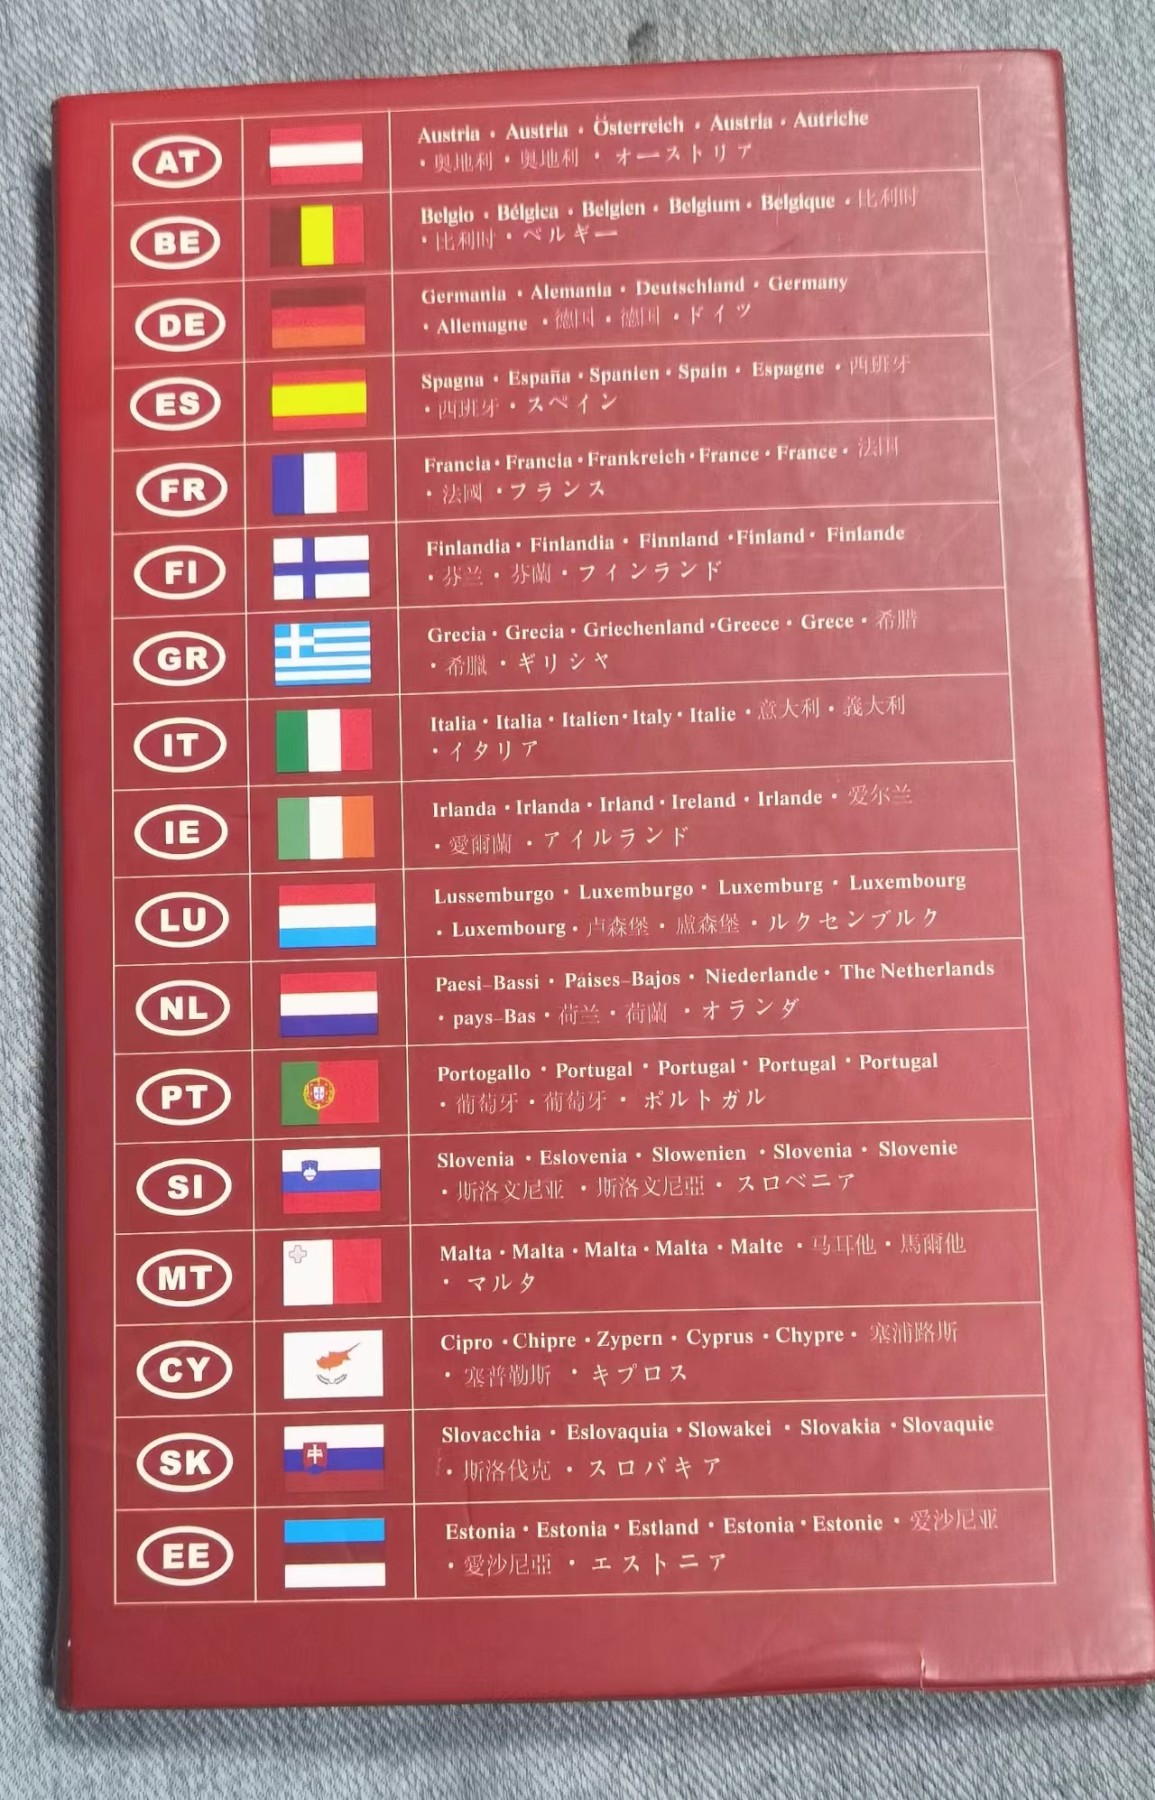 AT
Austria · Austria · Österreich · Austria · Autriche
· 奥地利 · 奧地利 · オーストリア
BE
Belgio · Bélgica · Belgien · Belgium · Belgique · 比利时
· 比利时 · ベルギー
DE
Germania · Alemania · Deutschland · Germany
· Allemagne · 德国 · 德国 · ドイツ
ES
Spagna · España · Spanien · Spain · Espagne · 西班牙
· 西班牙 · スペイン
FR
Francia · Francia · Frankreich · France · France · 法国
· 法國 · フランス
FI
Finlandia · Finlandia · Finnland · Finland · Finlande
· 芬兰 · 芬蘭 · フィンランド
GR
Grecia · Grecia · Griechenland · Greece · Grece · 希腊
· 希臘 · ギリシヤ
IT
Italia · Italia · Italien · Italy · Italie · 意大利 · 義大利
· イタリア
IE
Irlanda · Irlanda · Irland · Ireland · Irlande · 爱尔兰
· 愛爾蘭 · アイルランド
LU
Lussemburgo · Luxemburgo · Luxemburg · Luxembourg
· Luxembourg · 卢森堡 · 盧森堡 · ルクセンブルク
NL
Paesi-Bassi · Paises-Bajos · Niederlande · The Netherlands
· pays-Bas · 荷兰 · 荷蘭 · オランダ
PT
Portogallo · Portugal · Portugal · Portugal · Portugal
· 葡萄牙 · 葡萄牙 · ポルトガル
SI
Slovenia · Eslovenia · Slowenien · Slovenia · Slovenie
· 斯洛文尼亚 · 斯洛文尼亞 · スロベニア
MT
Malta · Malta · Malta · Malta · Malte · 马耳他 · 馬爾他
· マルタ
CY
Cipro · Chipre · Zypern · Cyprus · Chypre · 塞浦路斯
· 塞普勒斯 · キプロス
SK
Slovacchia · Eslovaquia · Slowakei · Slovakia · Slovaquie
· 斯洛伐克 · スロバキア
EE
Estonia · Estonia · Estland · Estonia · Estonie · 爱沙尼亚
· 愛沙尼亞 · エストニア